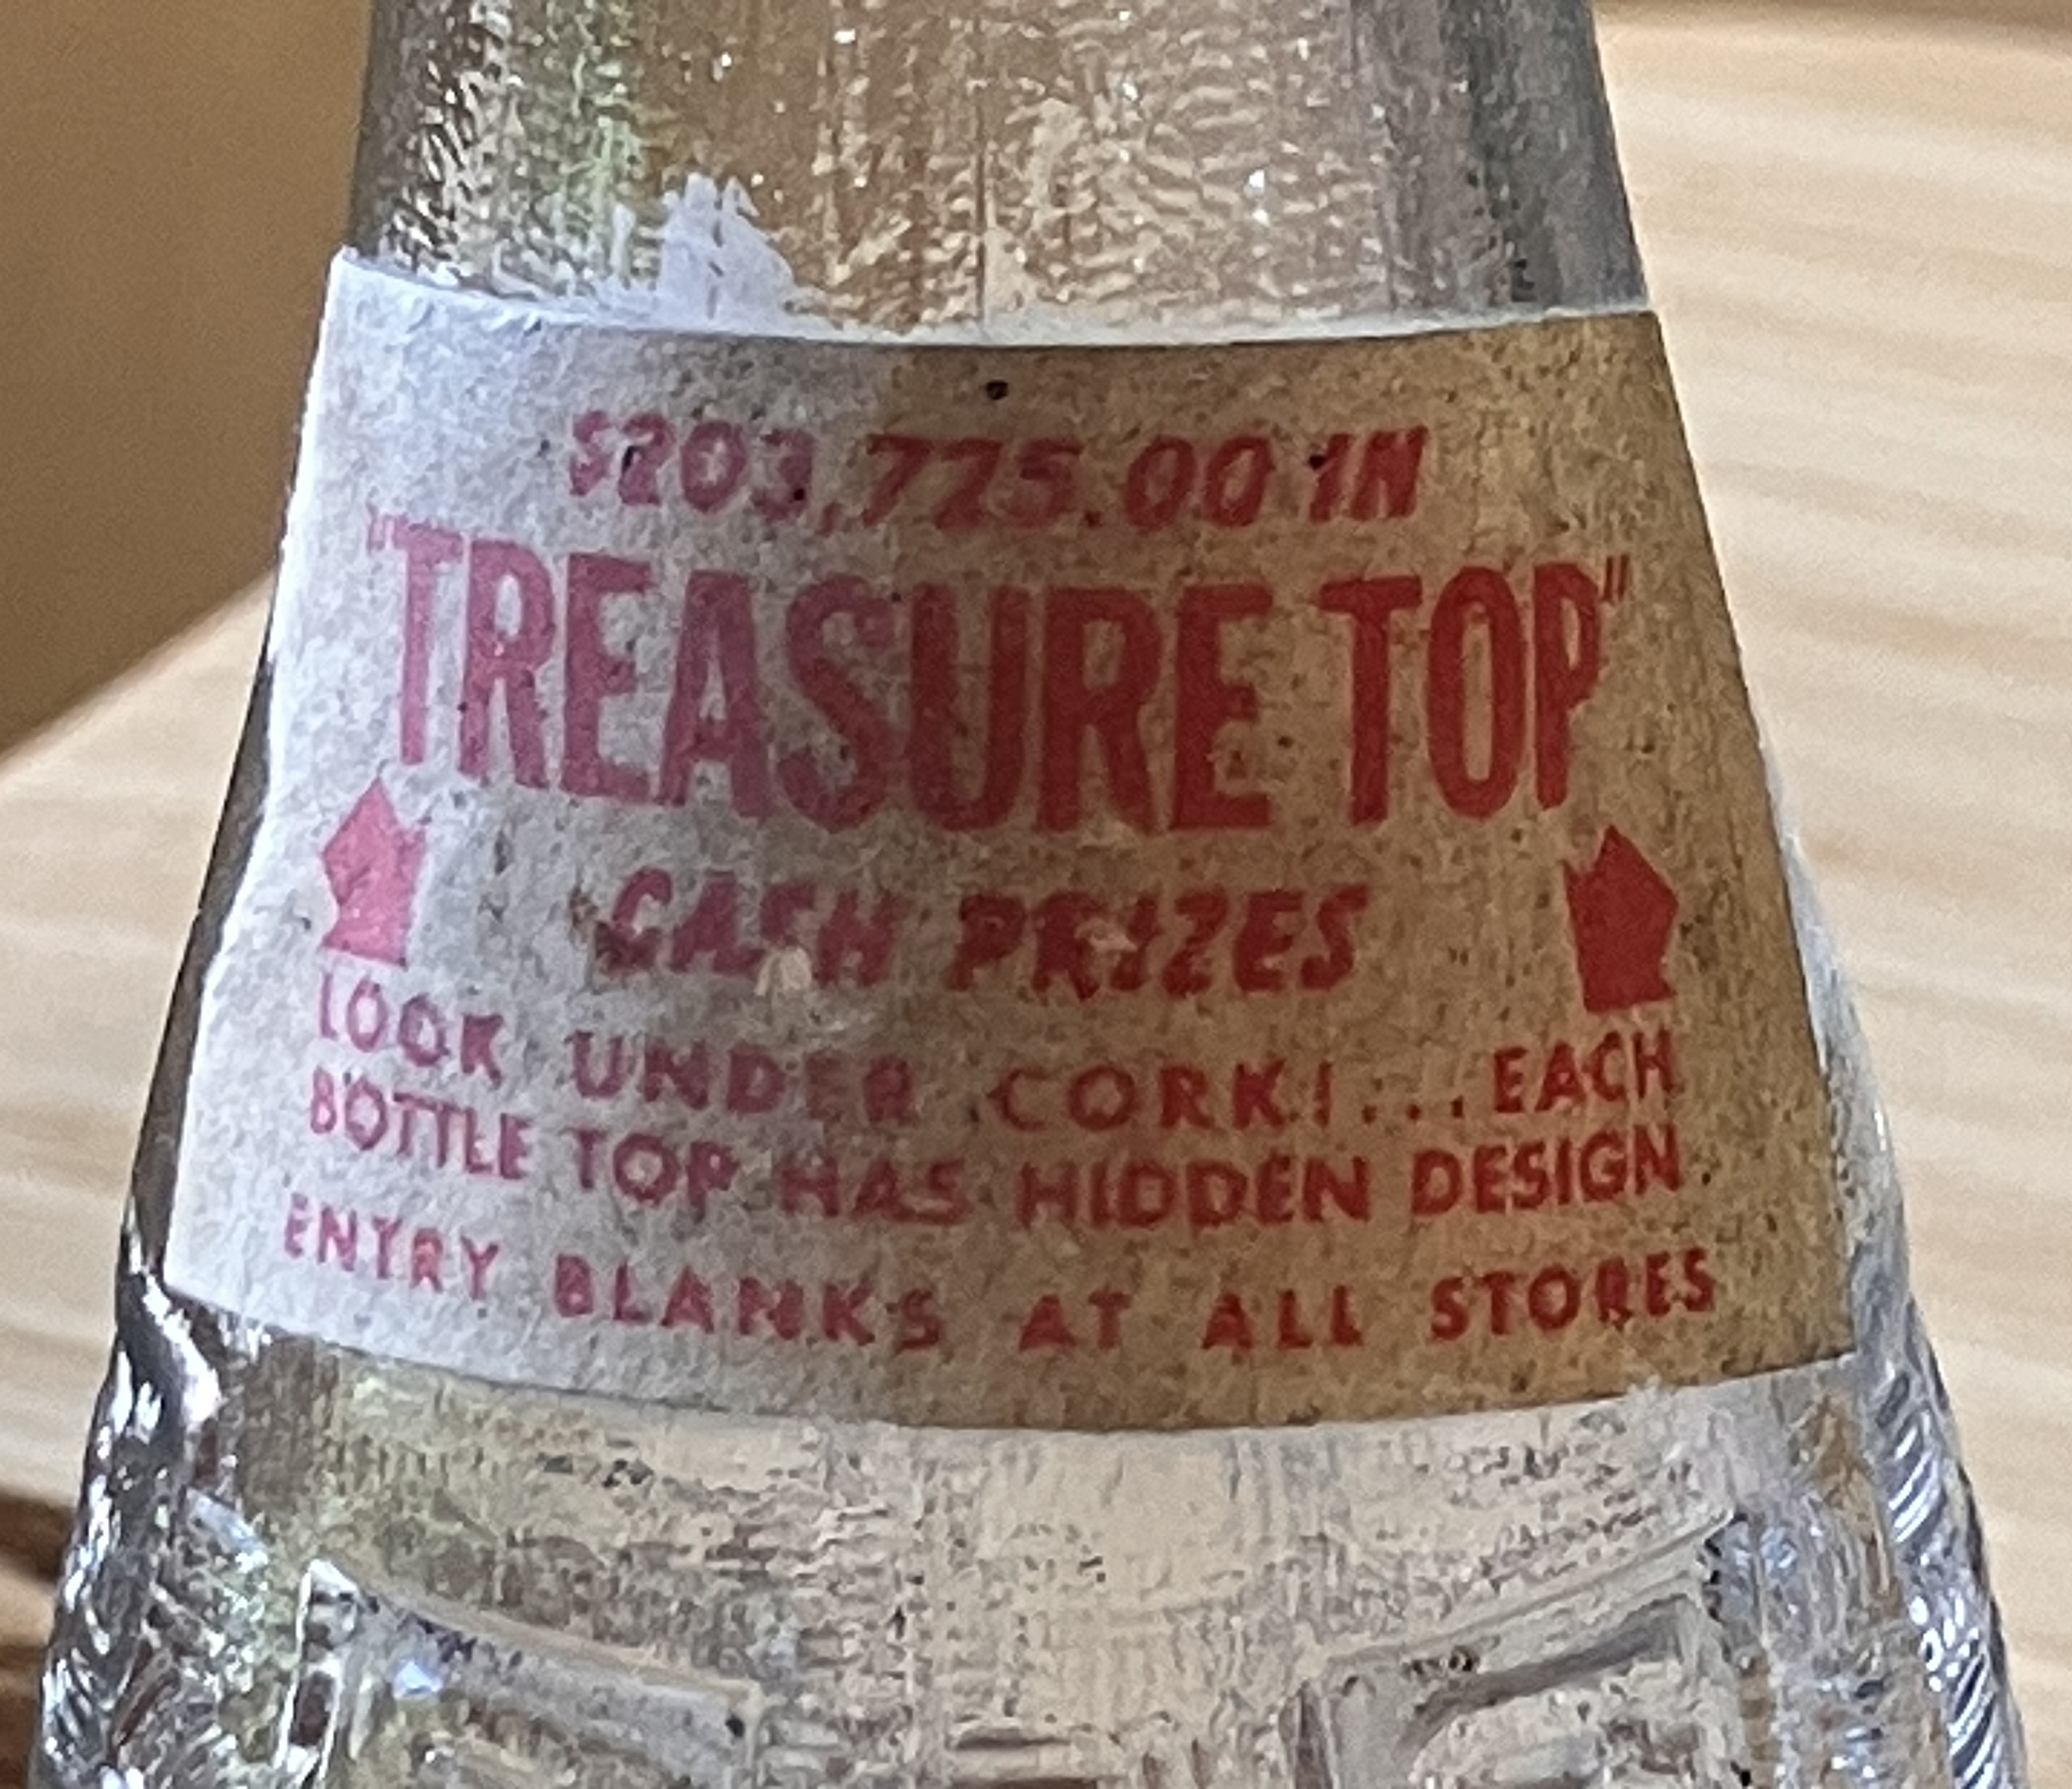 $203,725.00 IN
"TREASURE TOP"
CASH PRIZES
LOOK UNDER CORK!...EACH
BOTTLE TOP HAS HIDDEN DESIGN
ENTRY BLANKS AT ALL STORES